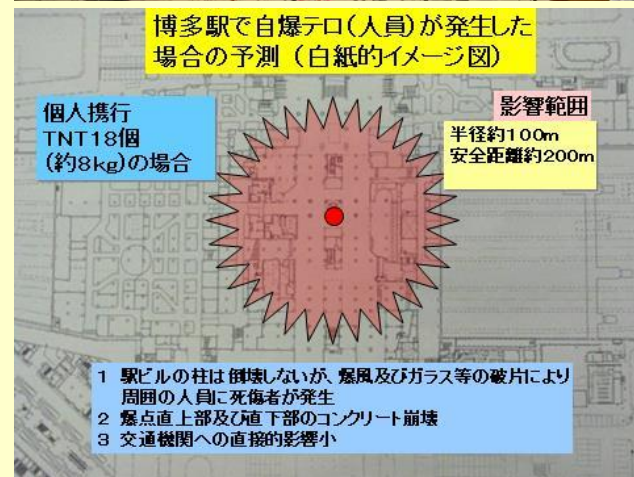 博多駅で自爆テロ(人員)が発生した
場合の予測(白紙的イメージ図)
個人携行
TNT18個
(約8kg)の場合
影響範囲
半径約100m
安全距離約200m
1 駅ビルの柱は倒壊しないが、爆風及びガラス等の破片により
周囲の人員に死傷者が発生
2 爆点直上部及び直下部のコンクリート崩壊
3 交通機関への直接的影響小